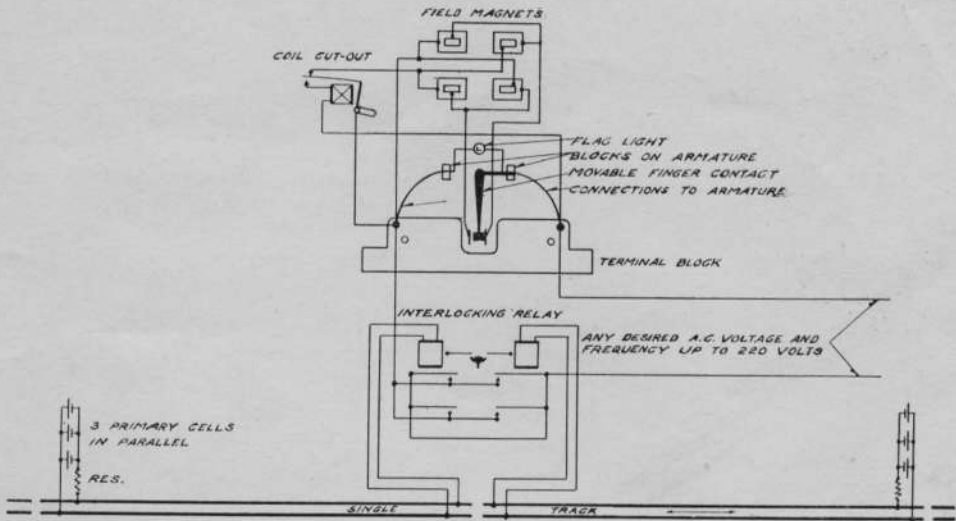 FIELD MAGNETS
COIL CUT-OUT
FLAG LIGHT
BLOCKS ON ARMATURE
MOVABLE FINGER CONTACT
CONNECTIONS TO ARMATURE
TERMINAL BLOCK
INTERLOCKING RELAY
ANY DESIRED A.C. VOLTAGE AND
FREQUENCY UP TO 220 VOLTS
3 PRIMARY CELLS
IN PARALLEL
RES.
SINGLE TRACK